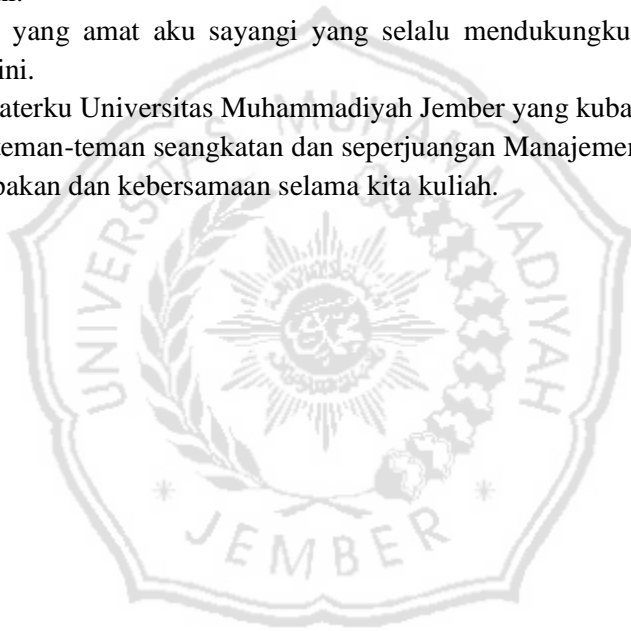 yang amat aku sayangi yang selalu mendukungku
ini.
aterku Universitas Muhammadiyah Jember yang kuba
eman-teman seangkatan dan seperjuangan Manajemen
pakan dan kebersamaan selama kita kuliah.
UNIVERSITAS MUHAMMADIYAH
JEMBER